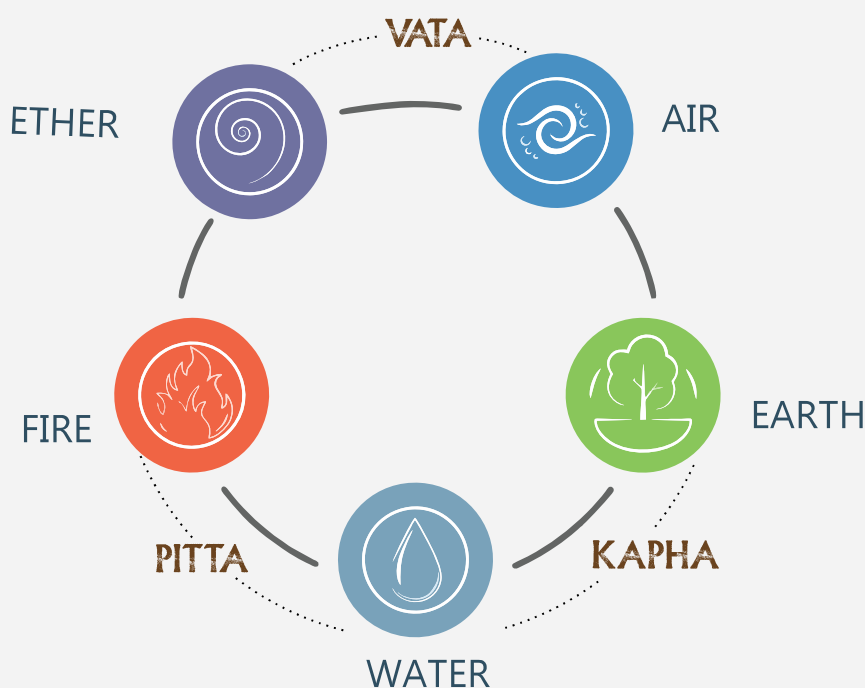 VATA
ETHER
AIR
FIRE
EARTH
PITTA
KAPHA
WATER